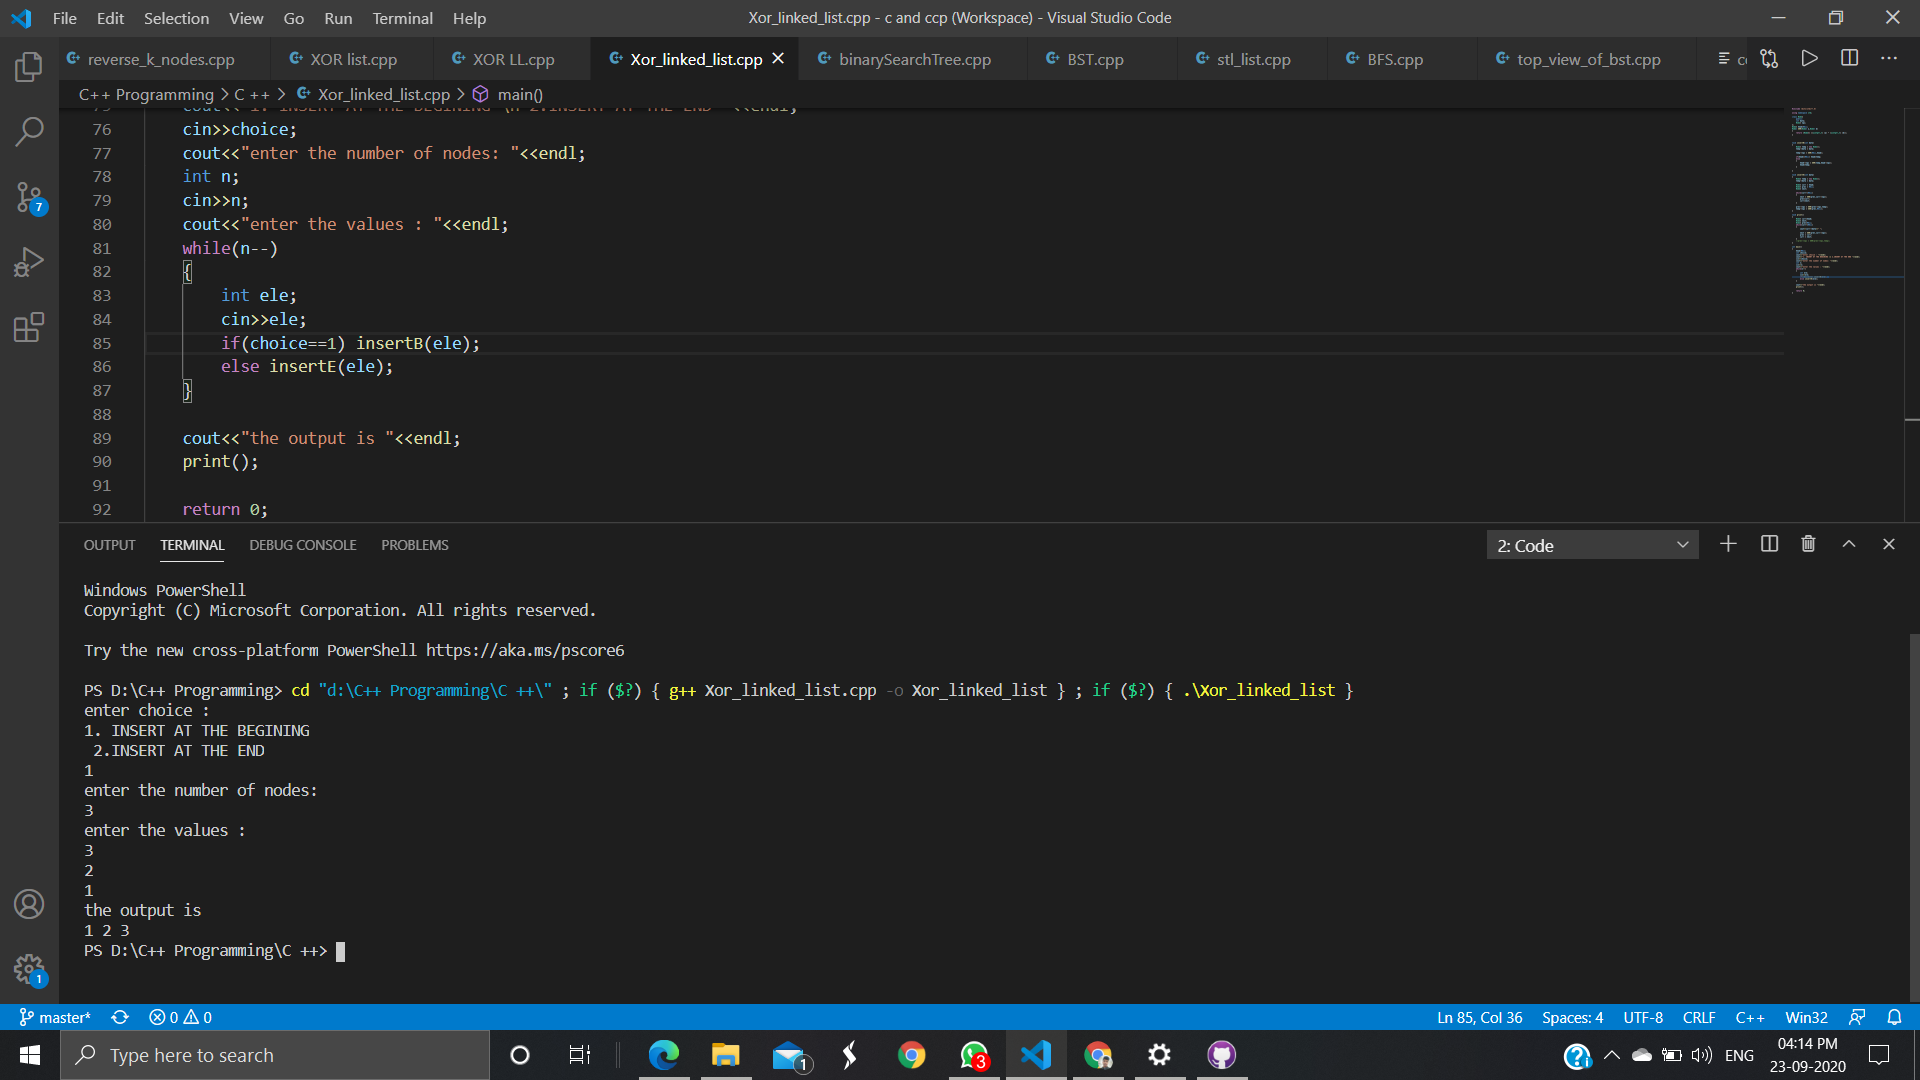 File Edit Selection View Go Run Terminal Help
Xor_linked_list.cpp - c and ccp (Workspace) - Visual Studio Code
reverse_k_nodes.cpp XOR list.cpp XOR LL.cpp Xor_linked_list.cpp binarySearchTree.cpp BST.cpp stl_list.cpp BFS.cpp top_view_of_bst.cpp
C++ Programming > C ++ > Xor_linked_list.cpp > main()
76 cin>>choice;
77 cout<<"enter the number of nodes: "<<endl;
78 int n;
79 cin>>n;
80 cout<<"enter the values : "<<endl;
81 while(n--)
82 {
83 int ele;
84 cin>>ele;
85 if(choice==1) insertB(ele);
86 else insertE(ele);
87 }
88
89 cout<<"the output is "<<endl;
90 print();
91
92 return 0;
OUTPUT TERMINAL DEBUG CONSOLE PROBLEMS
2: Code
Windows PowerShell
Copyright (C) Microsoft Corporation. All rights reserved.
Try the new cross-platform PowerShell https://aka.ms/pscore6
PS D:\C++ Programming> cd "d:\C++ Programming\C ++\" ; if ($?) { g++ Xor_linked_list.cpp -o Xor_linked_list } ; if ($?) { .\Xor_linked_list }
enter choice :
1. INSERT AT THE BEGINING
2.INSERT AT THE END
1
enter the number of nodes:
3
enter the values :
3
2
1
the output is
1 2 3
PS D:\C++ Programming\C ++>
7
1
master* 0 0
Ln 85, Col 36 Spaces: 4 UTF-8 CRLF C++ Win32
Type here to search
1
3
ENG
04:14 PM
23-09-2020